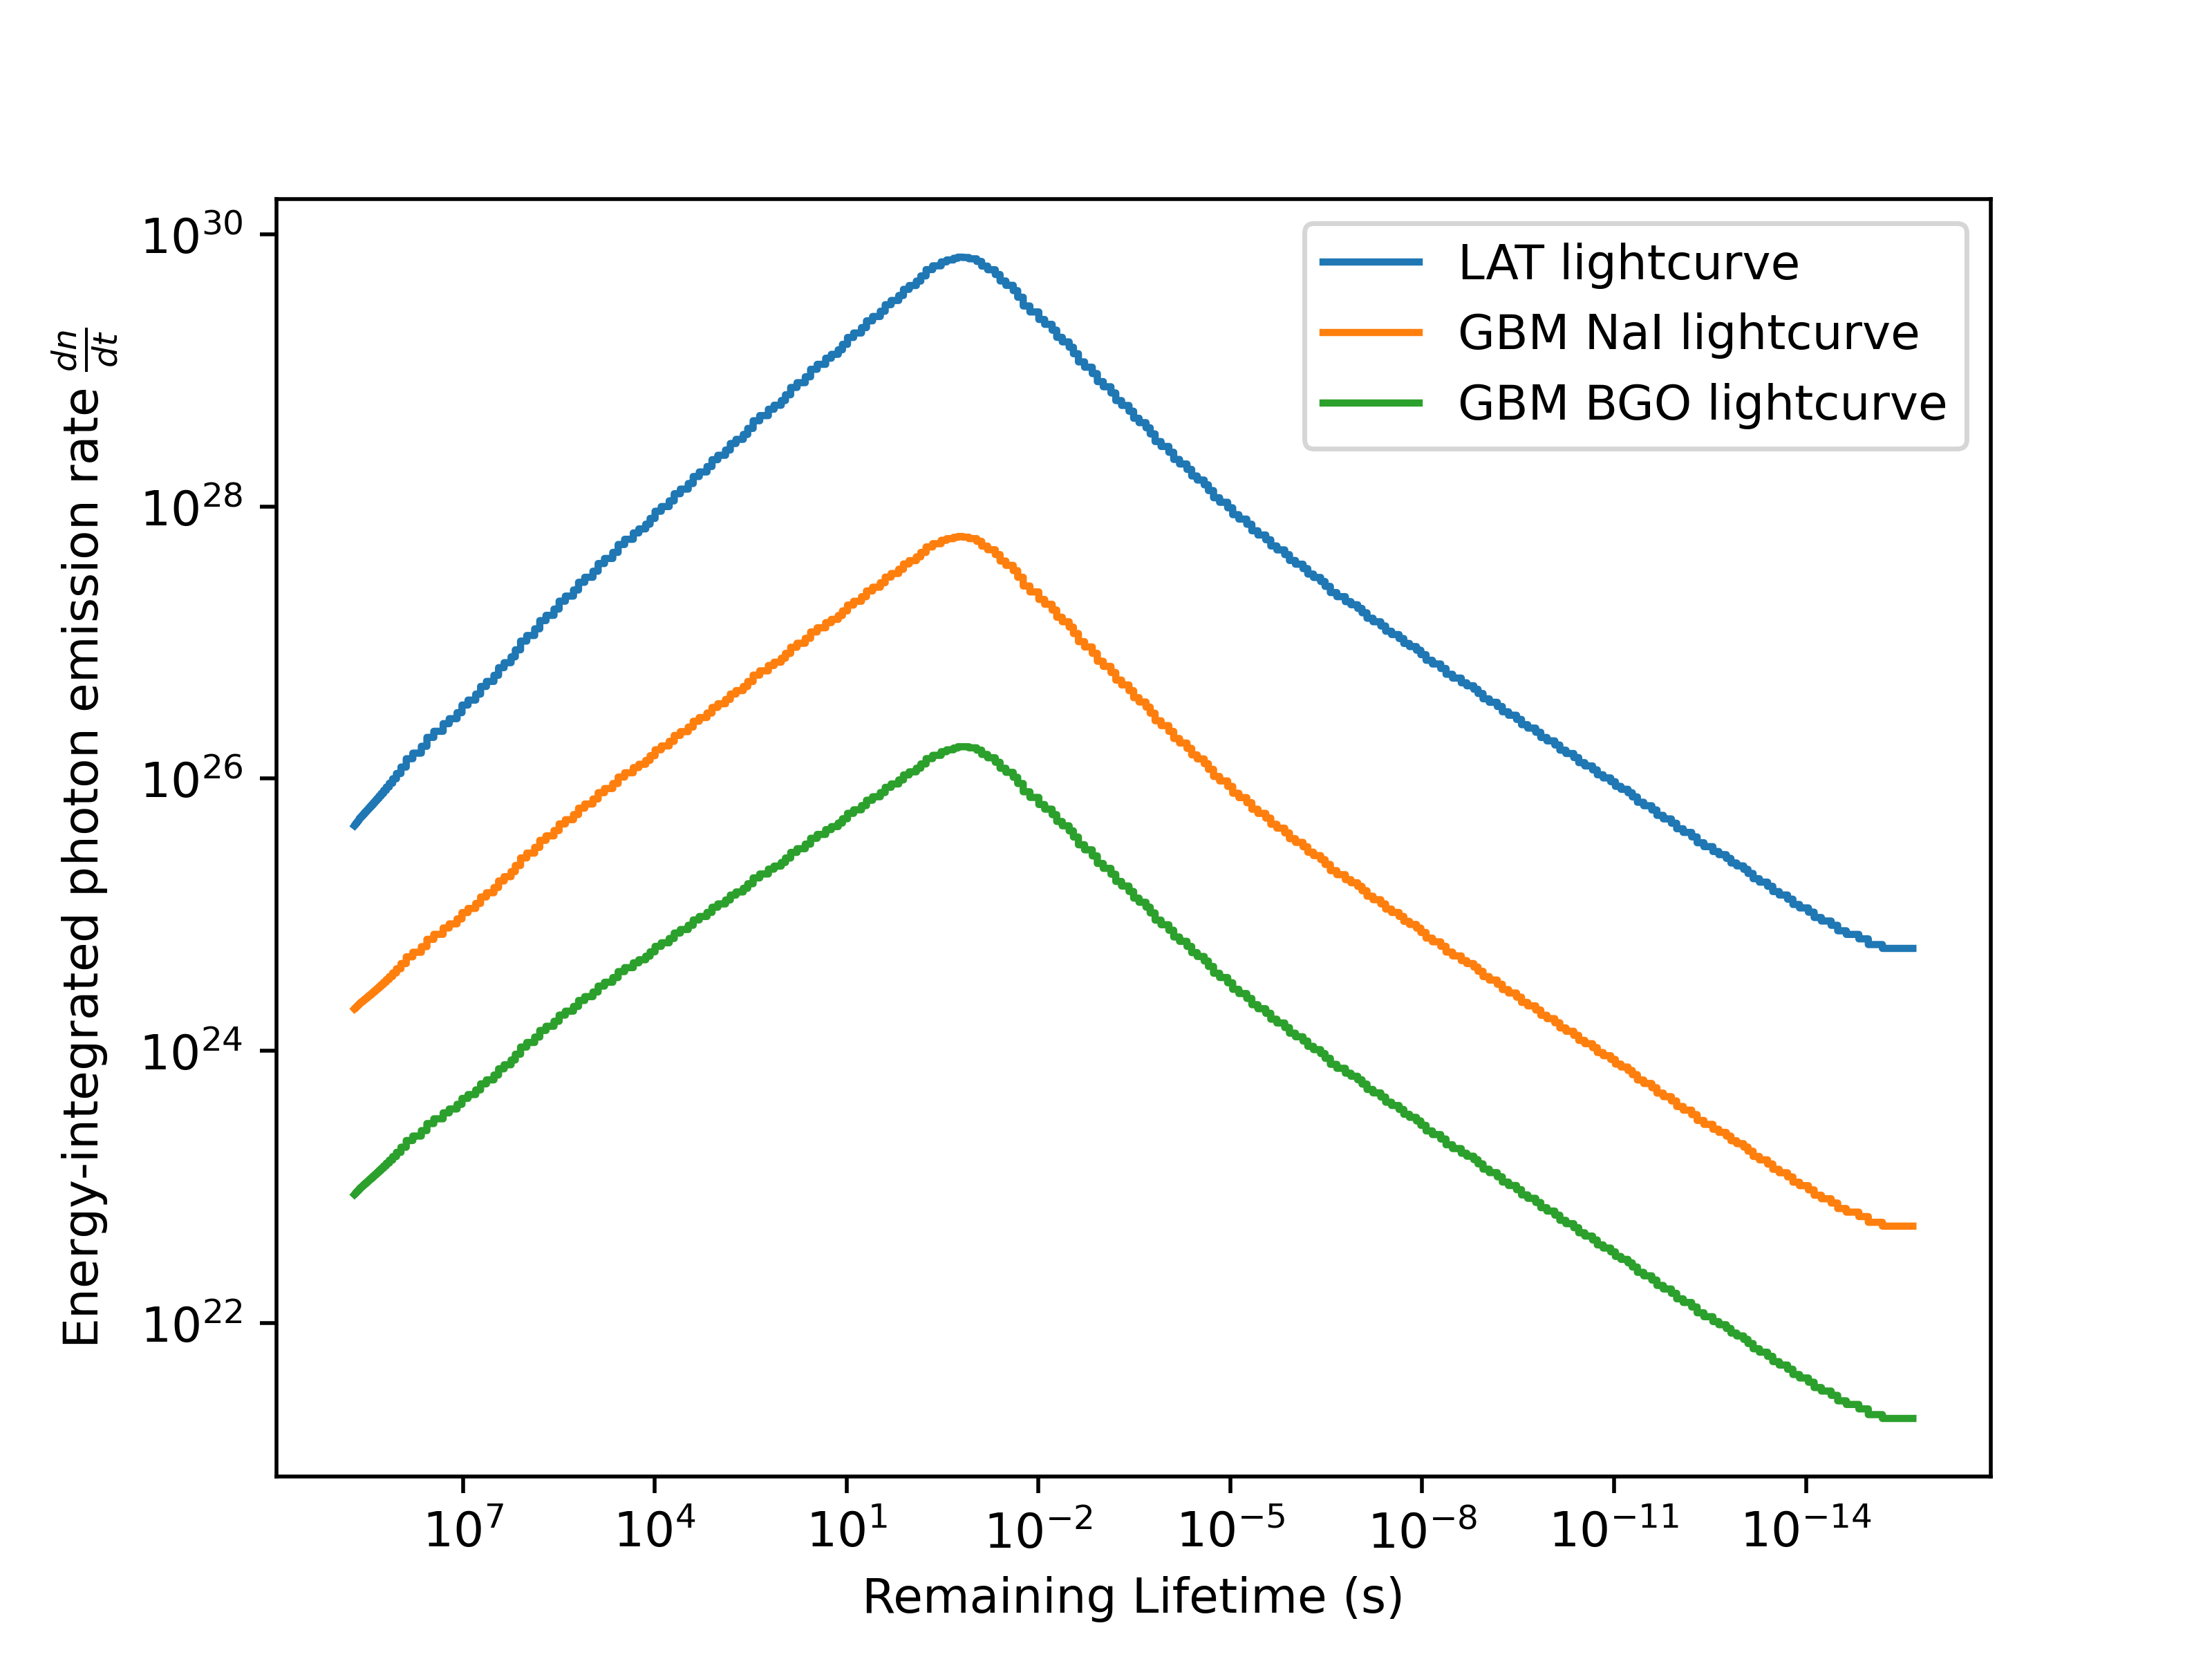 Energy-integrated photon emission rate dn/dt
10^30
10^28
10^26
10^24
10^22
LAT lightcurve
GBM NaI lightcurve
GBM BGO lightcurve
10^7 10^4 10^1 10^−2 10^−5 10^−8 10^−11 10^−14
Remaining Lifetime (s)